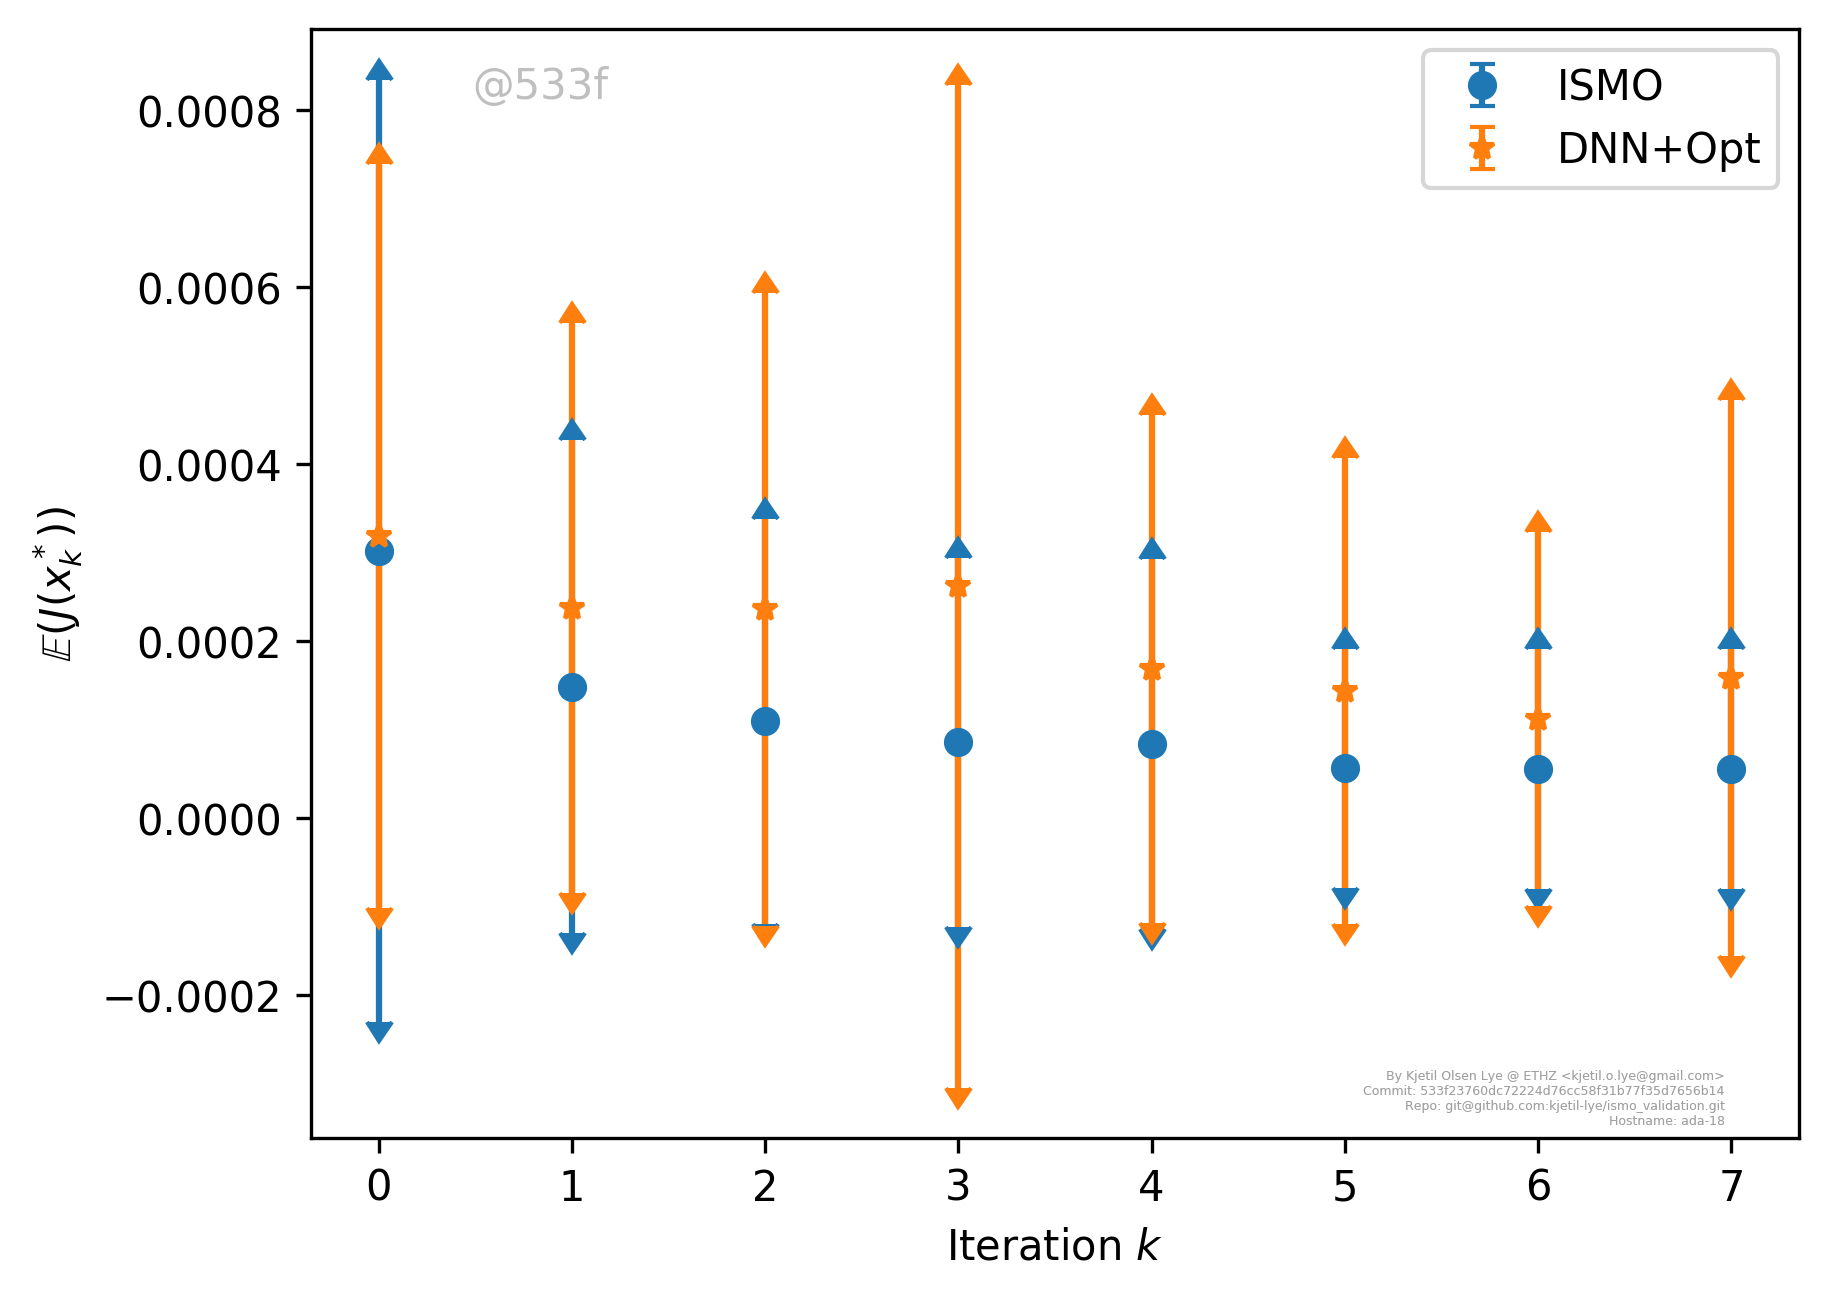 @533f
ISMO
DNN+Opt
0.0008
0.0006
0.0004
0.0002
0.0000
−0.0002
𝔼(J(x*_k))
By Kjetil Olsen Lye @ ETHZ <kjetil.o.lye@gmail.com>
Commit: 533f23760dc72224d76cc58f31b77f35d7656b14
Repo: git@github.com:kjetil-lye/ismo_validation.git
Hostname: ada-18
0 1 2 3 4 5 6 7
Iteration k